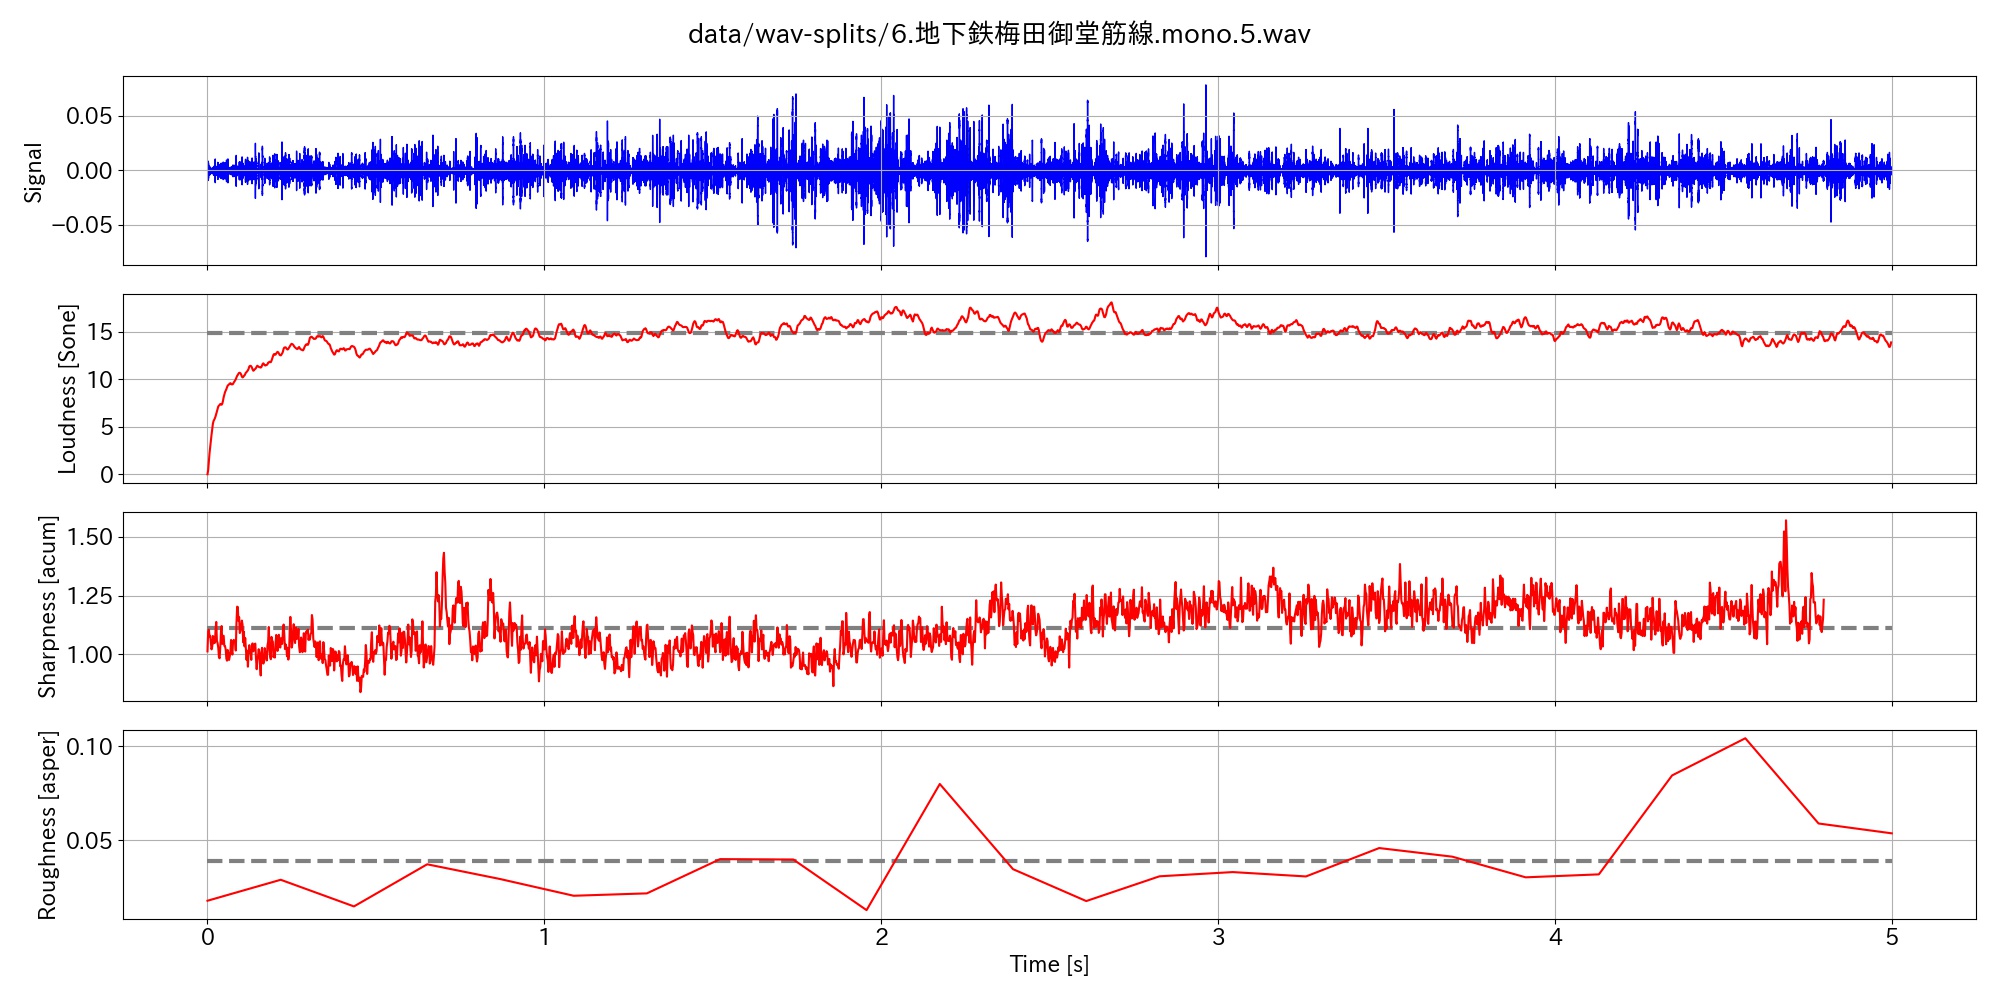 data/wav-splits/6.地下鉄梅田御堂筋線.mono.5.wav
Signal
0.05
0.00
−0.05
Loudness [Sone]
15
10
5
0
Sharpness [acum]
1.50
1.25
1.00
Roughness [asper]
0.10
0.05
0 1 2 3 4 5
Time [s]